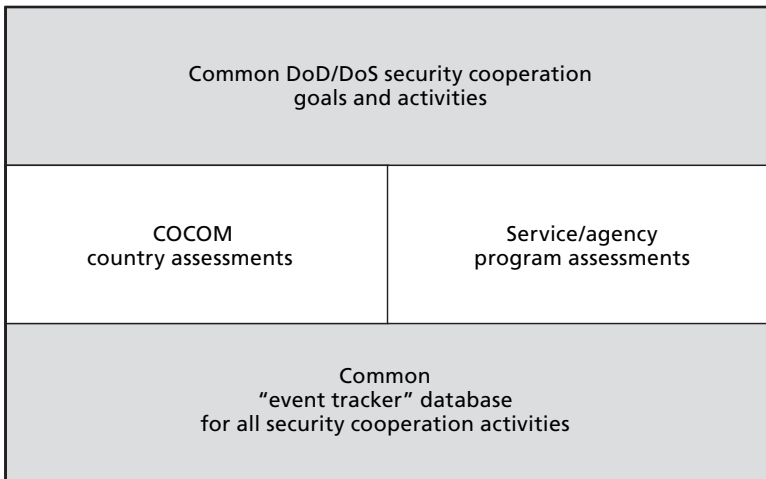 Common DoD/DoS security cooperation
goals and activities
COCOM
country assessments
Service/agency
program assessments
Common
“event tracker” database
for all security cooperation activities